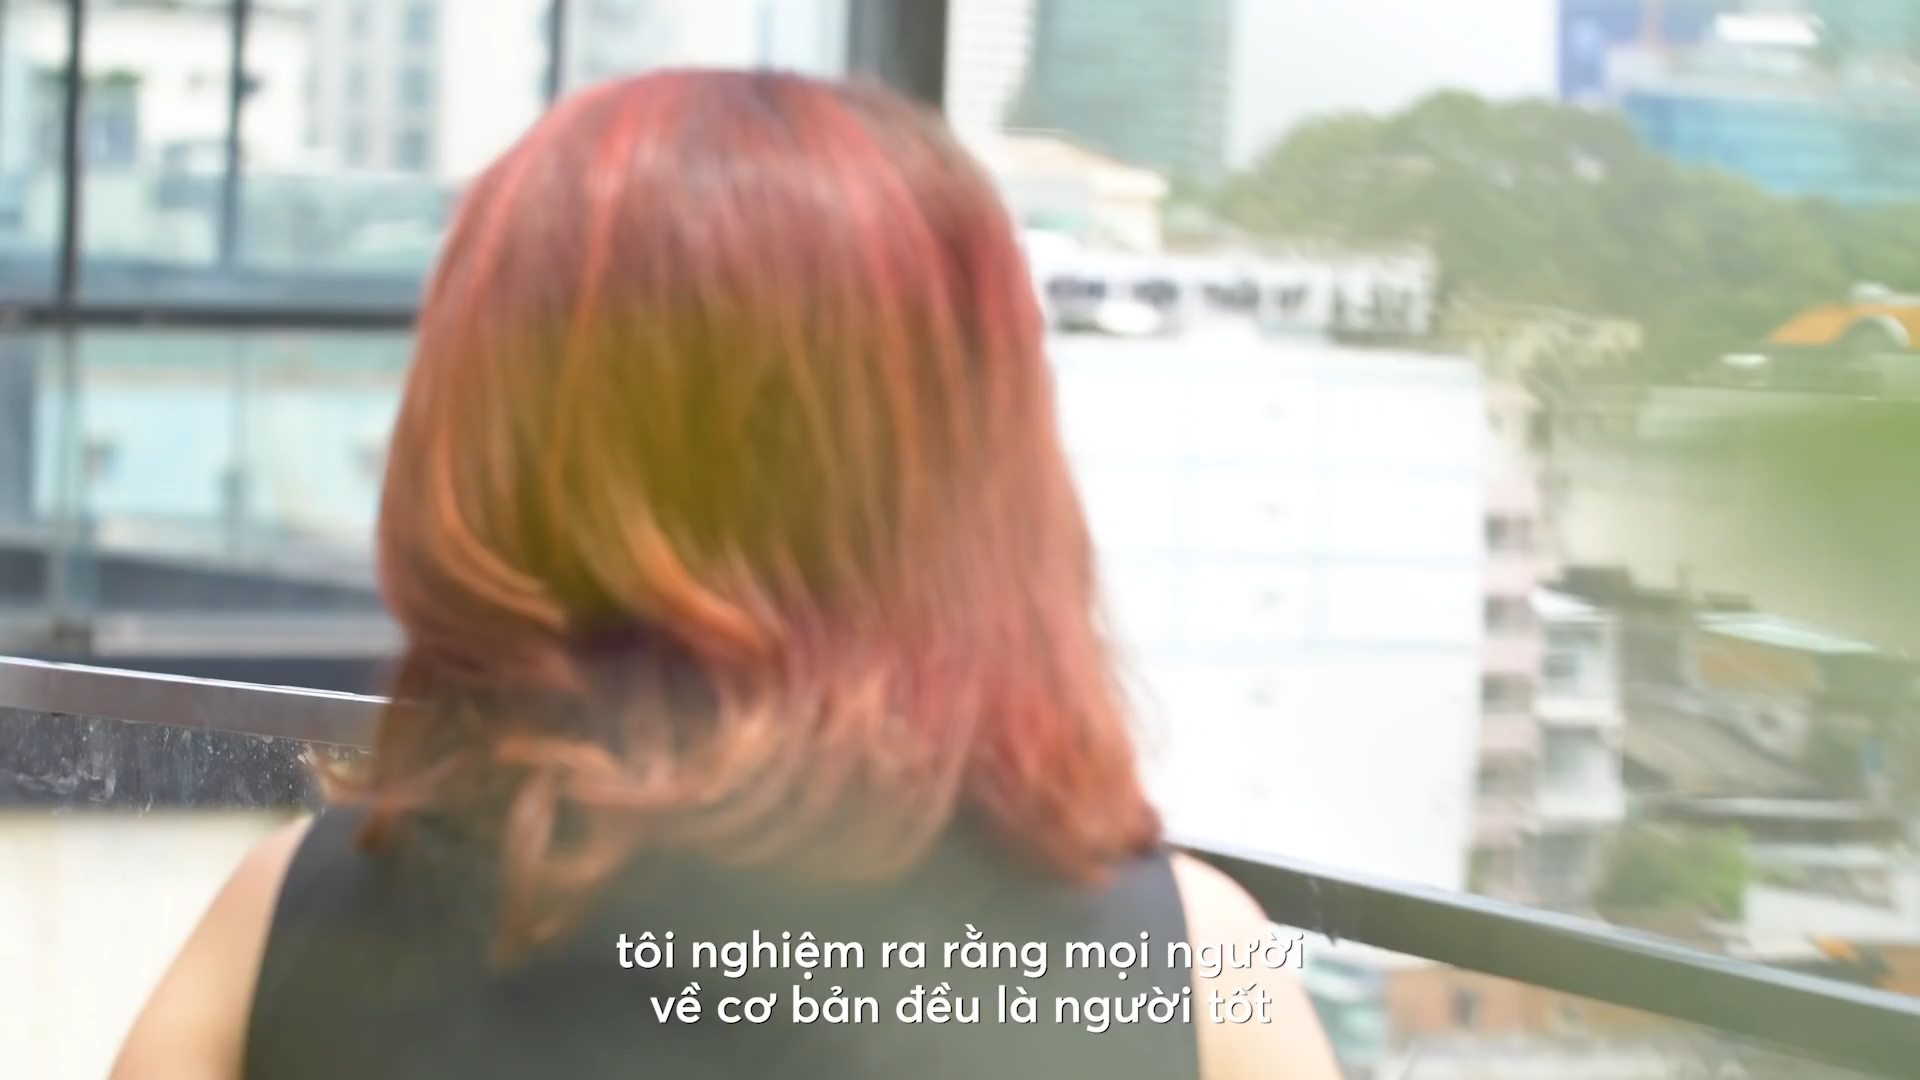 tôi nghiệm ra rằng mọi người
về cơ bản đều là người tốt